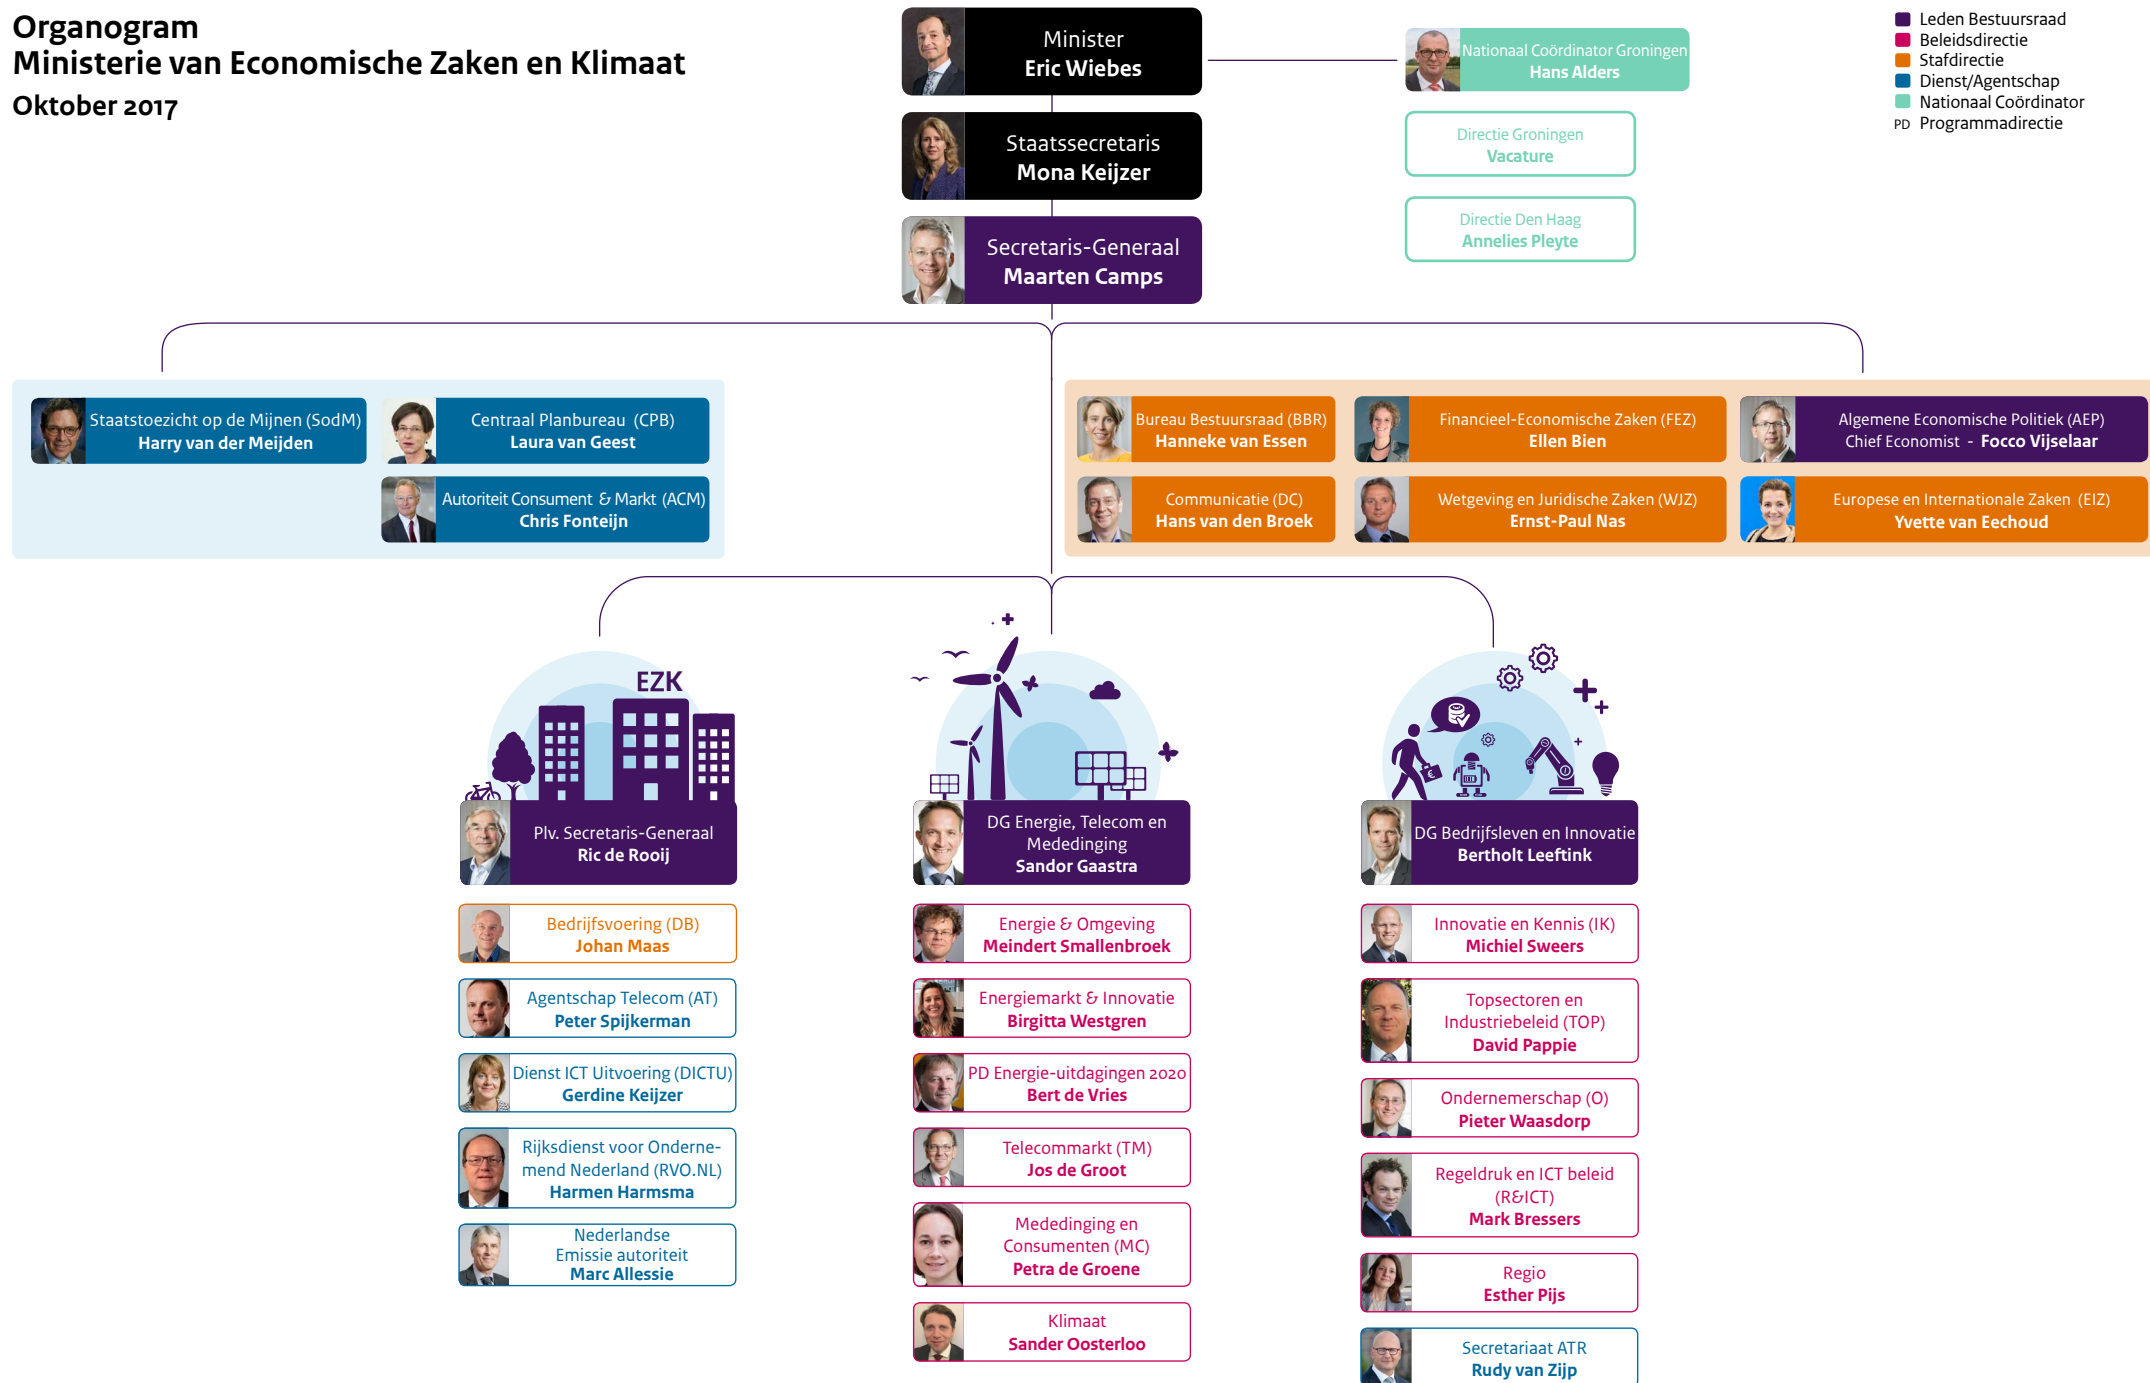 Organogram
Ministerie van Economische Zaken en Klimaat
Oktober 2017
Minister
Eric Wiebes
Staatssecretaris
Mona Keijzer
Secretaris-Generaal
Maarten Camps
Nationaal Coördinator Groningen
Hans Alders
Directie Groningen
Vacature
Directie Den Haag
Annelies Pleyte
Leden Bestuursraad
Beleidsdirectie
Stafdirectie
Dienst/Agentschap
Nationaal Coördinator
PD Programmadirectie
Staatstoezicht op de Mijnen (SodM)
Harry van der Meijden
Centraal Planbureau (CPB)
Laura van Geest
Autoriteit Consument & Markt (ACM)
Chris Fonteijn
Bureau Bestuursraad (BBR)
Hanneke van Essen
Financieel-Economische Zaken (FEZ)
Ellen Bien
Algemene Economische Politiek (AEP)
Chief Economist - Focco Vijselaar
Communicatie (DC)
Hans van den Broek
Wetgeving en Juridische Zaken (WJZ)
Ernst-Paul Nas
Europese en Internationale Zaken (EIZ)
Yvette van Eechoud
EZK
Plv. Secretaris-Generaal
Ric de Rooij
Bedrijfsvoering (DB)
Johan Maas
Agentschap Telecom (AT)
Peter Spijkerman
Dienst ICT Uitvoering (DICTU)
Gerdine Keijzer
Rijksdienst voor Onderne-
mend Nederland (RVO.NL)
Harmen Harmsma
Nederlandse
Emissie autoriteit
Marc Allessie
DG Energie, Telecom en
Mededinging
Sandor Gaastra
Energie & Omgeving
Meindert Smallenbroek
Energiemarkt & Innovatie
Birgitta Westgren
PD Energie-uitdagingen 2020
Bert de Vries
Telecommarkt (TM)
Jos de Groot
Mededinging en
Consumenten (MC)
Petra de Groene
Klimaat
Sander Oosterloo
€
DG Bedrijfsleven en Innovatie
Bertholt Leeftink
Innovatie en Kennis (IK)
Michiel Sweers
Topsectoren en
Industriebeleid (TOP)
David Pappie
Ondernemerschap (O)
Pieter Waasdorp
Regeldruk en ICT beleid
(R&ICT)
Mark Bressers
Regio
Esther Pijs
Secretariaat ATR
Rudy van Zijp